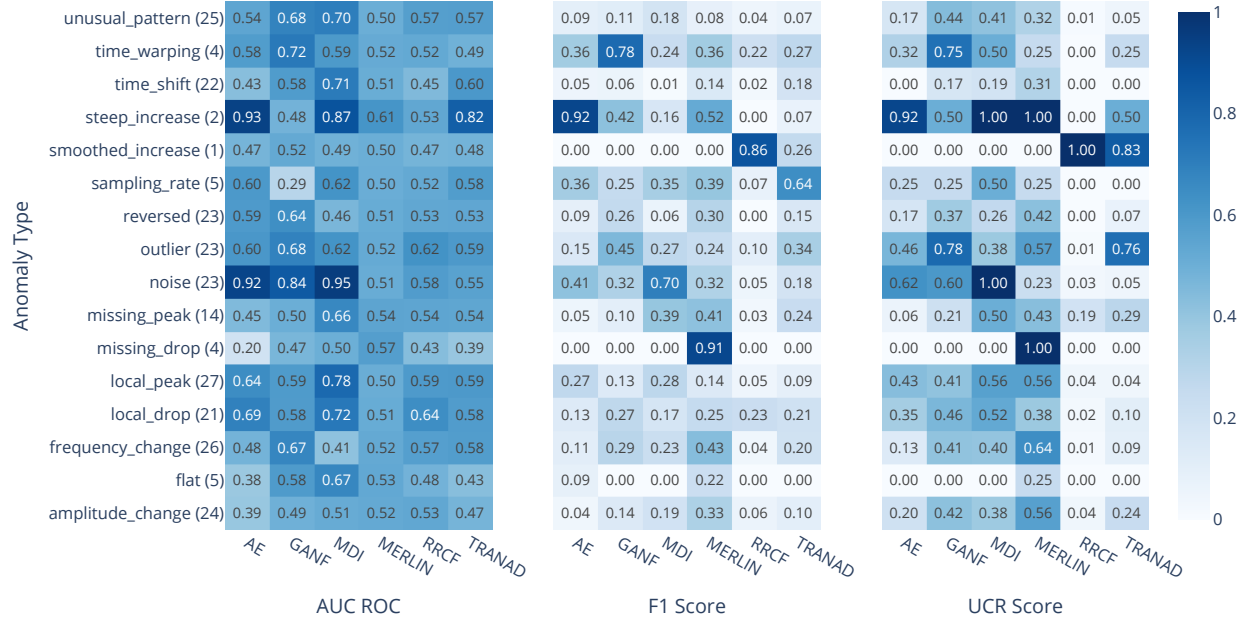 unusual_pattern (25) 0.54 0.68 0.70 0.50 0.57 0.57 0.09 0.11 0.18 0.08 0.04 0.07 0.17 0.44 0.41 0.32 0.01 0.05 1
time_warping (4) 0.58 0.72 0.59 0.52 0.52 0.49 0.36 0.78 0.24 0.36 0.22 0.27 0.32 0.75 0.50 0.25 0.00 0.25
time_shift (22) 0.43 0.58 0.71 0.51 0.45 0.60 0.05 0.06 0.01 0.14 0.02 0.18 0.00 0.17 0.19 0.31 0.00 0.00
steep_increase (2) 0.93 0.48 0.87 0.61 0.53 0.82 0.92 0.42 0.16 0.52 0.00 0.07 0.92 0.50 1.00 1.00 0.00 0.50 0.8
smoothed_increase (1) 0.47 0.52 0.49 0.50 0.47 0.48 0.00 0.00 0.00 0.00 0.86 0.26 0.00 0.00 0.00 0.00 1.00 0.83
sampling_rate (5) 0.60 0.29 0.62 0.50 0.52 0.58 0.36 0.25 0.35 0.39 0.07 0.64 0.25 0.25 0.50 0.25 0.00 0.00
reversed (23) 0.59 0.64 0.46 0.51 0.53 0.53 0.09 0.26 0.06 0.30 0.00 0.15 0.17 0.37 0.26 0.42 0.00 0.07 0.6
outlier (23) 0.60 0.68 0.62 0.52 0.62 0.59 0.15 0.45 0.27 0.24 0.10 0.34 0.46 0.78 0.38 0.57 0.01 0.76
noise (23) 0.92 0.84 0.95 0.51 0.58 0.55 0.41 0.32 0.70 0.32 0.05 0.18 0.62 0.60 1.00 0.23 0.03 0.05
missing_peak (14) 0.45 0.50 0.66 0.54 0.54 0.54 0.05 0.10 0.39 0.41 0.03 0.24 0.06 0.21 0.50 0.43 0.19 0.29 0.4
missing_drop (4) 0.20 0.47 0.50 0.57 0.43 0.39 0.00 0.00 0.00 0.91 0.00 0.00 0.00 0.00 0.00 1.00 0.00 0.00
local_peak (27) 0.64 0.59 0.78 0.50 0.59 0.59 0.27 0.13 0.28 0.14 0.05 0.09 0.43 0.41 0.56 0.56 0.04 0.04
local_drop (21) 0.69 0.58 0.72 0.51 0.64 0.58 0.13 0.27 0.17 0.25 0.23 0.21 0.35 0.46 0.52 0.38 0.02 0.10 0.2
frequency_change (26) 0.48 0.67 0.41 0.52 0.57 0.58 0.11 0.29 0.23 0.43 0.04 0.20 0.13 0.41 0.40 0.64 0.01 0.09
flat (5) 0.38 0.58 0.67 0.53 0.48 0.43 0.09 0.00 0.00 0.22 0.00 0.00 0.00 0.00 0.00 0.25 0.00 0.00
amplitude_change (24) 0.39 0.49 0.51 0.52 0.53 0.47 0.04 0.14 0.19 0.33 0.06 0.10 0.20 0.42 0.38 0.56 0.04 0.24 0
AE GANF MDI MERLIN RRCF TRANAD AE GANF MDI MERLIN RRCF TRANAD AE GANF MDI MERLIN RRCF TRANAD
AUC ROC F1 Score UCR Score
Anomaly Type